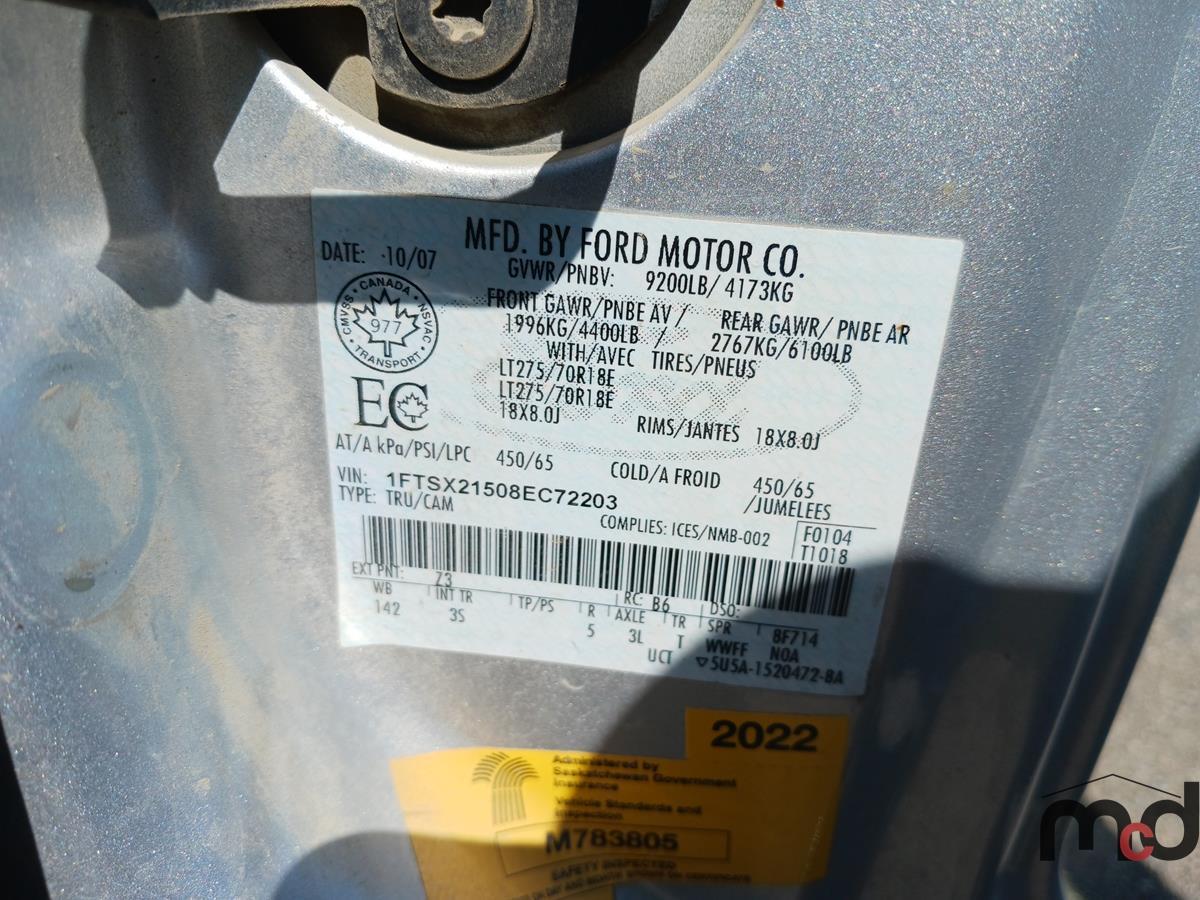 MFD. BY FORD MOTOR CO.
DATE: 10/07
GVWR/PNBV: 9200LB/ 4173KG
CMVSS · CANADA · NSVAC
977
TRANSPORT
FRONT GAWR/PNBE AV / REAR GAWR/ PNBE AR
1996KG/4400LB / 2767KG/6100LB
WITH/AVEC TIRES/PNEUS
LT275/70R18E
LT275/70R18E
18X8.0J RIMS/JANTES 18X8.0J
EC
AT/A kPa/PSI/LPC 450/65 COLD/A FROID 450/65
VIN: 1FTSX21508EC72203 /JUMELEES
TYPE: TRU/CAM COMPLIES: ICES/NMB-002 F0104
T1018
EXT PNT: Z3 RC: B6 DSO:
WB INT TR TP/PS R AXLE TR SPR 8F714
142 3S 5 3L T WWFF N0A
UCT ▽5U5A-1520472-BA
2022
Administered by
Saskatchewan Government
Insurance
Vehicle Standards and
Inspection
M783805
SAFETY INSPECTED
mcd